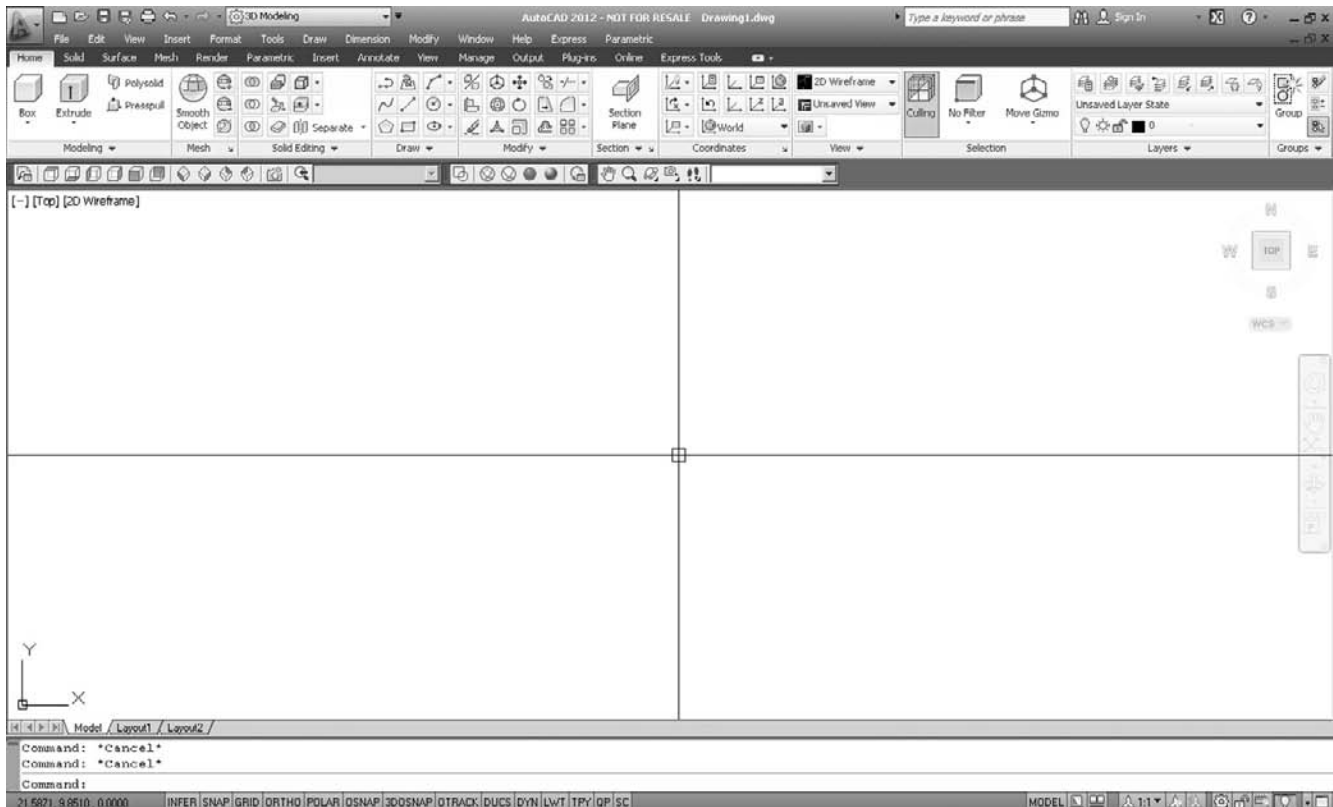 3D Modeling AutoCAD 2012 - NOT FOR RESALE Drawing1.dwg Type a keyword or phrase Sign In
File Edit View Insert Format Tools Draw Dimension Modify Window Help Express Parametric
Home Solid Surface Mesh Render Parametric Insert Annotate View Manage Output Plug-ins Online Express Tools
Polysolid 2D Wireframe
Presspull Unsaved View Unsaved Layer State
Box Extrude Smooth Object Separate Section Plane World Culling No Filter Move Gizmo 0 Group
Modeling Mesh Solid Editing Draw Modify Section Coordinates View Selection Layers Groups
[-] [Top] [2D Wireframe]
N
W TOP E
S
WCS
Y
X
Model Layout1 Layout2
Command: *Cancel*
Command: *Cancel*
Command:
21.5871, 9.8510, 0.0000 INFER SNAP GRID ORTHO POLAR OSNAP 3DOSNAP OTRACK DUCS DYN LWT TPY QP SC MODEL 1:1